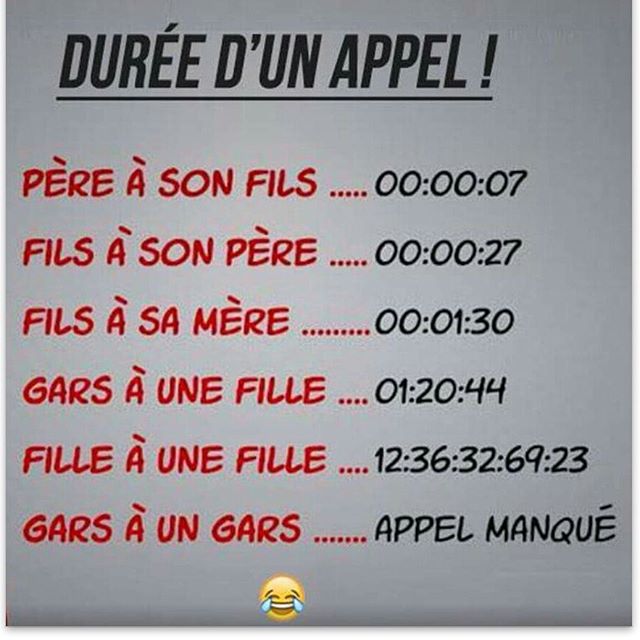 DURÉE D'UN APPEL !
PÈRE À SON FILS ..... 00:00:07
FILS À SON PÈRE ..... 00:00:27
FILS À SA MÈRE ......... 00:01:30
GARS À UNE FILLE .... 01:20:44
FILLE À UNE FILLE .... 12:36:32:69:23
GARS À UN GARS ....... APPEL MANQUÉ